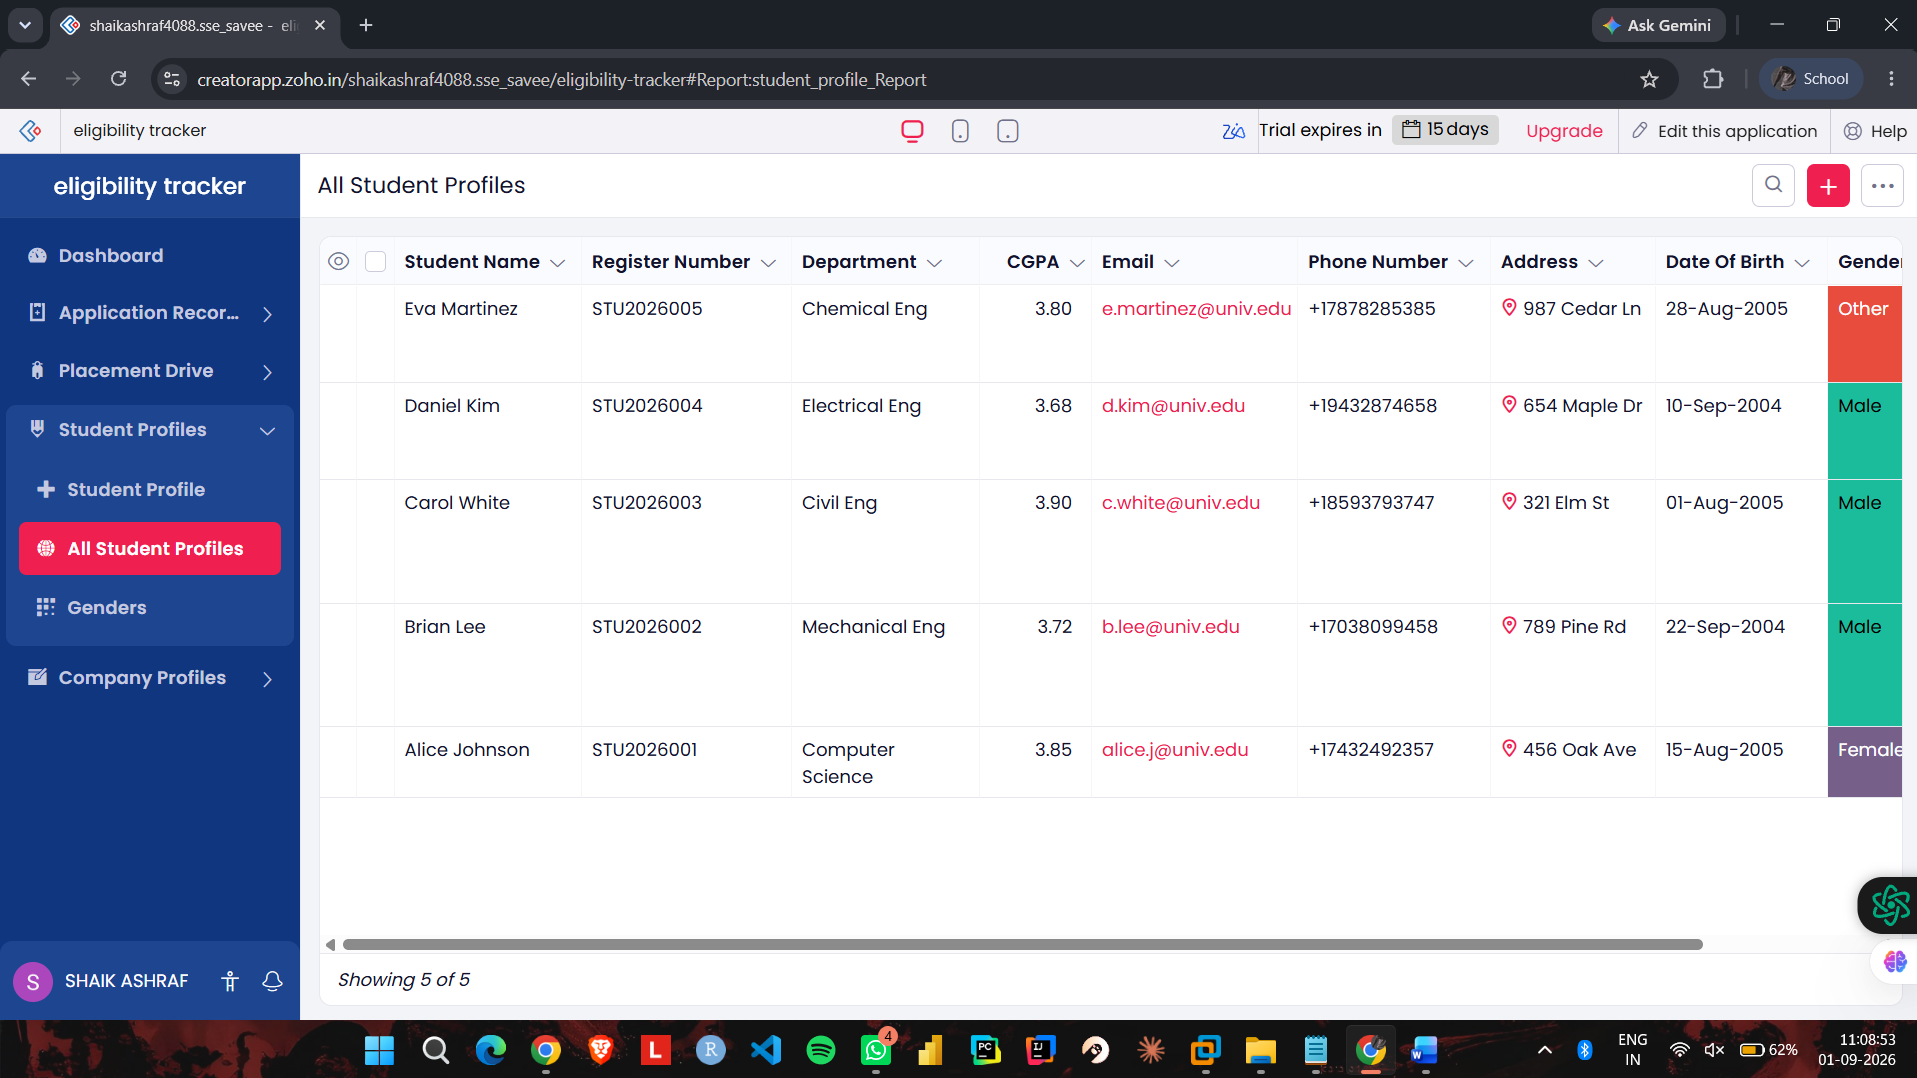 shaikashraf4088.sse_savee - eli
Ask Gemini
creatorapp.zoho.in/shaikashraf4088.sse_savee/eligibility-tracker#Report:student_profile_Report
School
eligibility tracker
Trial expires in 15 days Upgrade Edit this application Help
eligibility tracker
Dashboard
Application Recor...
Placement Drive
Student Profiles
Student Profile
All Student Profiles
Genders
Company Profiles
SHAIK ASHRAF
S
All Student Profiles
Student Name Register Number Department CGPA Email Phone Number Address Date Of Birth Gender
Eva Martinez STU2026005 Chemical Eng 3.80 e.martinez@univ.edu +17878285385 987 Cedar Ln 28-Aug-2005 Other
Daniel Kim STU2026004 Electrical Eng 3.68 d.kim@univ.edu +19432874658 654 Maple Dr 10-Sep-2004 Male
Carol White STU2026003 Civil Eng 3.90 c.white@univ.edu +18593793747 321 Elm St 01-Aug-2005 Male
Brian Lee STU2026002 Mechanical Eng 3.72 b.lee@univ.edu +17038099458 789 Pine Rd 22-Sep-2004 Male
Alice Johnson STU2026001 Computer Science 3.85 alice.j@univ.edu +17432492357 456 Oak Ave 15-Aug-2005 Female
Showing 5 of 5
L
R
4
PC
IJ
W
ENG
IN
62%
11:08:53
01-09-2026